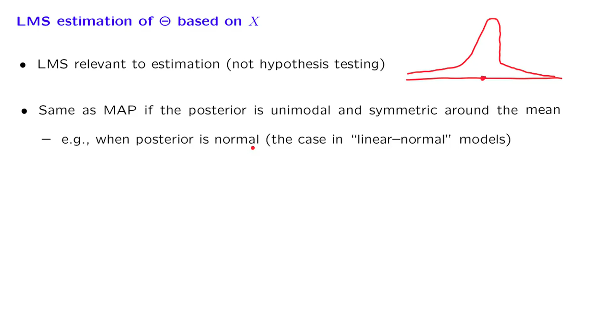 LMS estimation of Θ based on X
• LMS relevant to estimation (not hypothesis testing)
• Same as MAP if the posterior is unimodal and symmetric around the mean
– e.g., when posterior is normal (the case in "linear–normal" models)